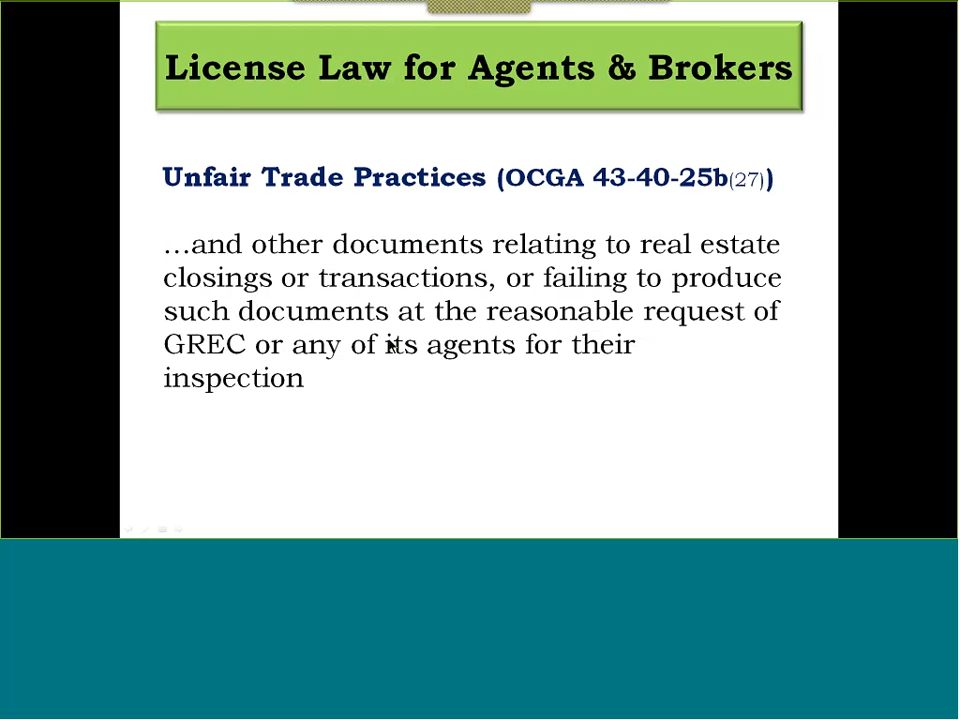 License Law for Agents & Brokers
Unfair Trade Practices (OCGA 43-40-25b(27))
...and other documents relating to real estate
closings or transactions, or failing to produce
such documents at the reasonable request of
GREC or any of its agents for their
inspection